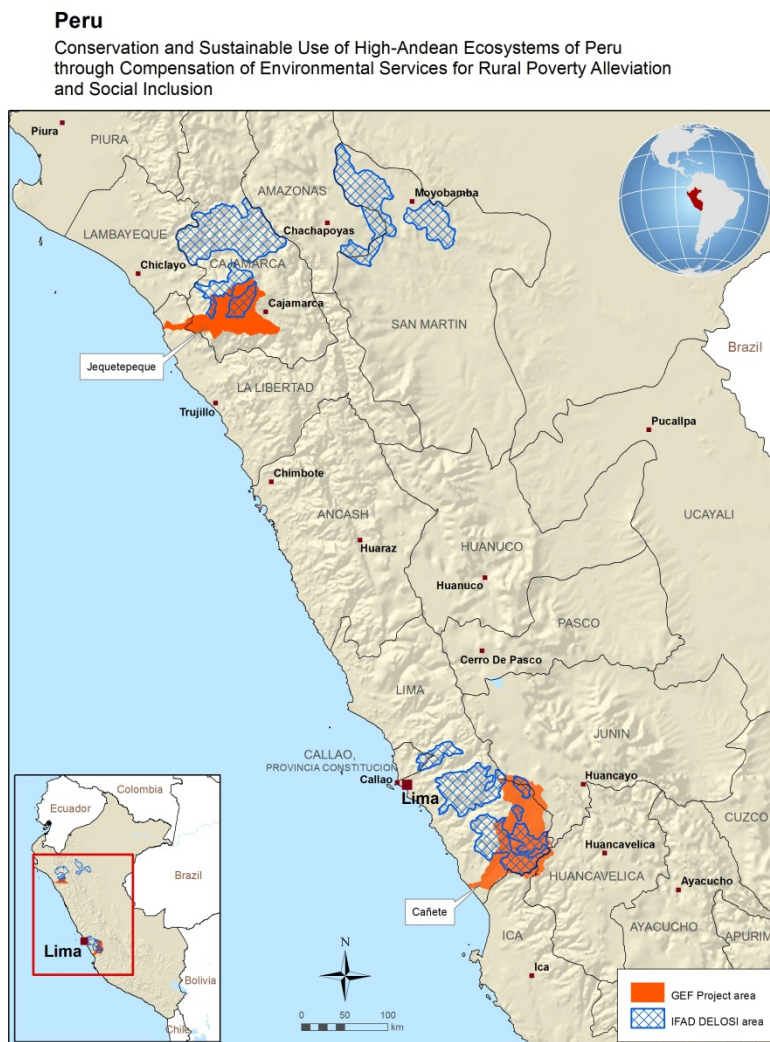 Peru
Conservation and Sustainable Use of High-Andean Ecosystems of Peru
through Compensation of Environmental Services for Rural Poverty Alleviation
and Social Inclusion
Piura
PIURA
AMAZONAS
Moyobamba
Chachapoyas
LAMBAYEQUE
Chiclayo
CAJAMARCA
Cajamarca
SAN MARTIN
Brazil
Jequetepeque
LA LIBERTAD
Trujillo
Pucallpa
Chimbote
ANCASH
UCAYALI
Huaraz
HUANUCO
Huanuco
PASCO
Cerro De Pasco
LIMA
JUNIN
CALLAO,
PROVINCIA CONSTITUCION
Callao
Lima
Huancayo
CUZCO
Huancavelica
HUANCAVELICA
Ayacucho
Cañete
AYACUCHO
APURIM
ICA
Ica
Colombia
Ecuador
Brazil
Lima
Bolivia
Chile
N
0 25 50 100
km
GEF Project area
IFAD DELOSI area